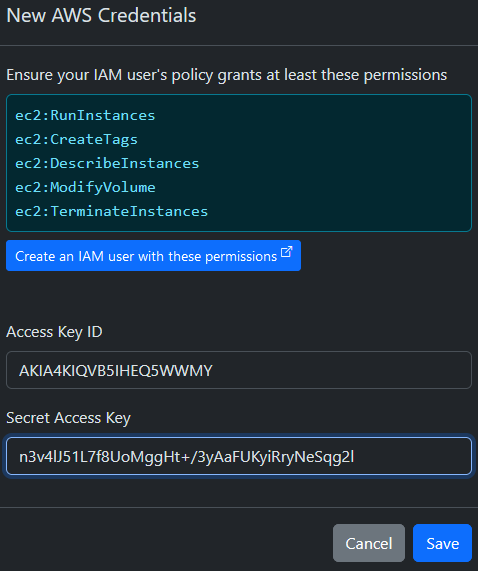 New AWS Credentials
Ensure your IAM user's policy grants at least these permissions
ec2:RunInstances
ec2:CreateTags
ec2:DescribeInstances
ec2:ModifyVolume
ec2:TerminateInstances
Create an IAM user with these permissions
Access Key ID
AKIA4KIQVB5IHEQ5WWMY
Secret Access Key
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
Cancel Save